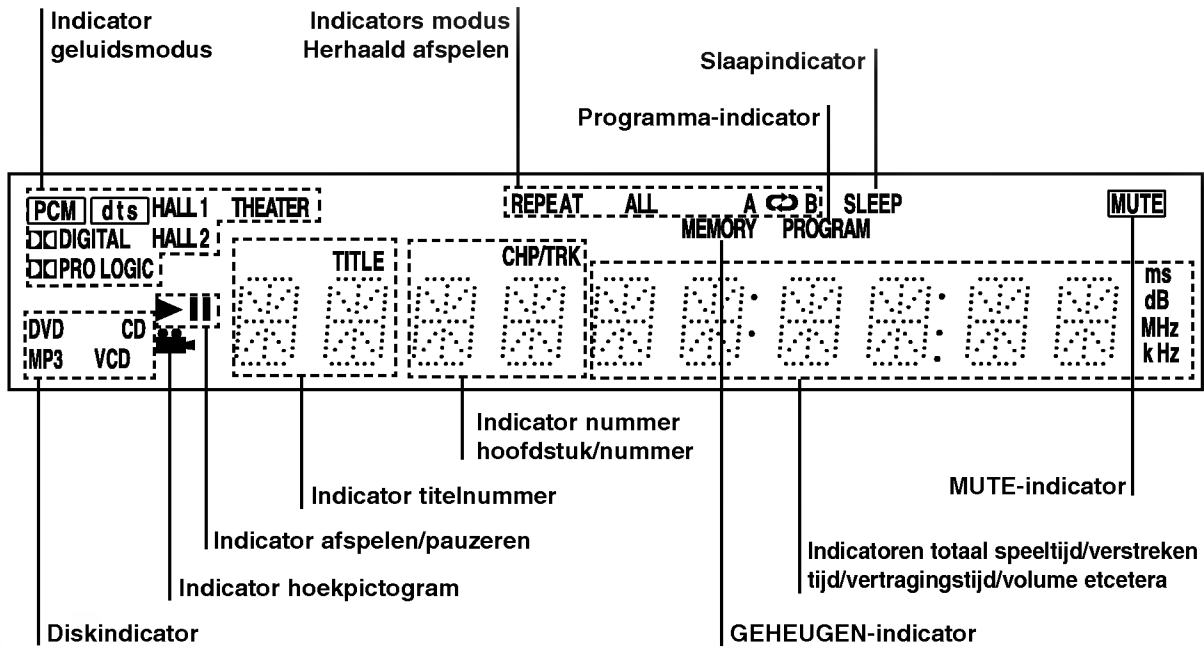 Indicator
geluidsmodus
Indicators modus
Herhaald afspelen
Slaapindicator
Programma-indicator
PCM dts HALL 1 THEATER
REPEAT ALL A B SLEEP
MUTE
DIGITAL HALL 2
MEMORY PROGRAM
PRO LOGIC
TITLE
CHP/TRK
ms
dB
MHz
kHz
DVD CD
MP3 VCD
Indicator nummer
hoofdstuk/nummer
Indicator titelnummer
MUTE-indicator
Indicator afspelen/pauzeren
Indicatoren totaal speeltijd/verstreken
tijd/vertragingstijd/volume etcetera
Indicator hoekpictogram
Diskindicator
GEHEUGEN-indicator